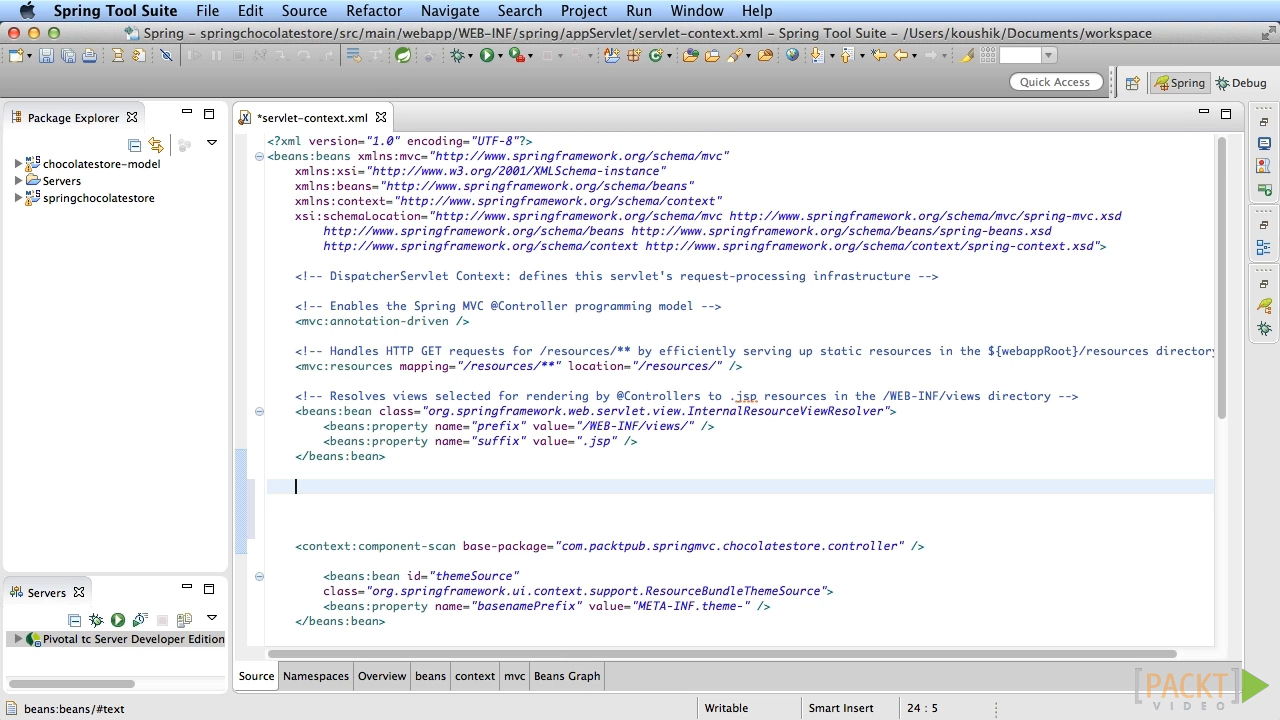 Spring Tool Suite File Edit Source Refactor Navigate Search Project Run Window Help
Spring – springchocolatestore/src/main/webapp/WEB-INF/spring/appServlet/servlet-context.xml – Spring Tool Suite – /Users/koushik/Documents/workspace
Quick Access Spring Debug
Package Explorer
chocolatestore-model
Servers
springchocolatestore
*servlet-context.xml
<?xml version="1.0" encoding="UTF-8"?>
<beans:beans xmlns:mvc="http://www.springframework.org/schema/mvc"
xmlns:xsi="http://www.w3.org/2001/XMLSchema-instance"
xmlns:beans="http://www.springframework.org/schema/beans"
xmlns:context="http://www.springframework.org/schema/context"
xsi:schemaLocation="http://www.springframework.org/schema/mvc http://www.springframework.org/schema/mvc/spring-mvc.xsd
http://www.springframework.org/schema/beans http://www.springframework.org/schema/beans/spring-beans.xsd
http://www.springframework.org/schema/context http://www.springframework.org/schema/context/spring-context.xsd">
<!-- DispatcherServlet Context: defines this servlet's request-processing infrastructure -->
<!-- Enables the Spring MVC @Controller programming model -->
<mvc:annotation-driven />
<!-- Handles HTTP GET requests for /resources/** by efficiently serving up static resources in the ${webappRoot}/resources directory
<mvc:resources mapping="/resources/**" location="/resources/" />
<!-- Resolves views selected for rendering by @Controllers to .jsp resources in the /WEB-INF/views directory -->
<beans:bean class="org.springframework.web.servlet.view.InternalResourceViewResolver">
<beans:property name="prefix" value="/WEB-INF/views/" />
<beans:property name="suffix" value=".jsp" />
</beans:bean>
<context:component-scan base-package="com.packtpub.springmvc.chocolatestore.controller" />
<beans:bean id="themeSource"
class="org.springframework.ui.context.support.ResourceBundleThemeSource">
<beans:property name="basenamePrefix" value="META-INF.theme-" />
</beans:bean>
Servers
Pivotal tc Server Developer Edition
Source Namespaces Overview beans context mvc Beans Graph
beans:beans/#text Writable Smart Insert 24 : 5
[PACKT]
VIDEO